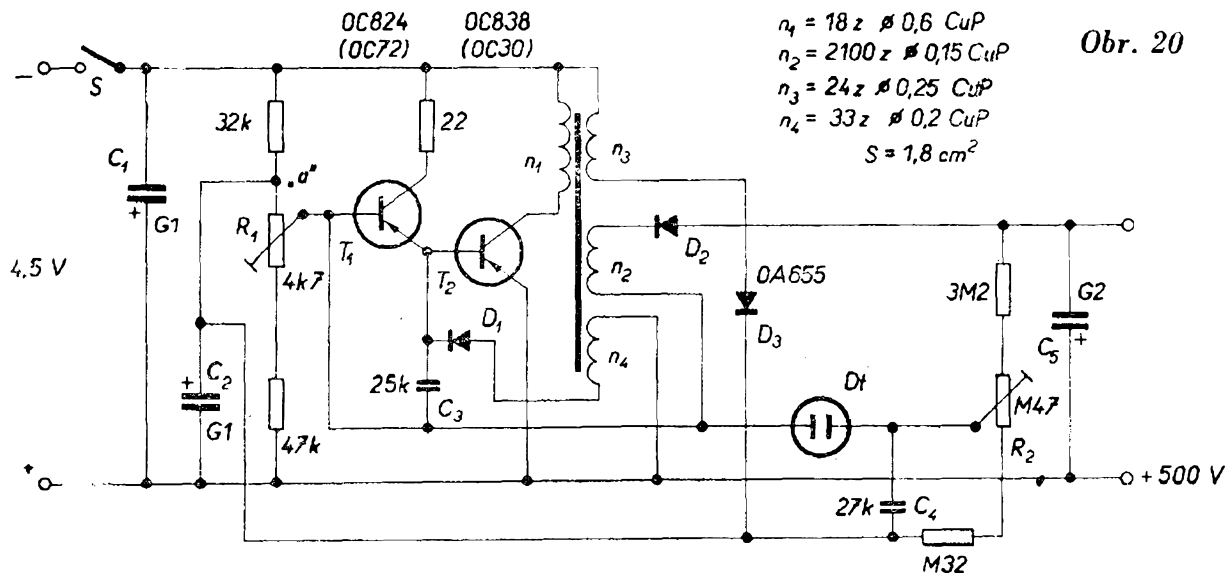 OC824
(OC72)
OC838
(OC30)
n₁ = 18 z ø 0,6 CuP
n₂ = 2100 z ø 0,15 CuP
n₃ = 24 z ø 0,25 CuP
n₄ = 33 z ø 0,2 CuP
S = 1,8 cm²
Obr. 20
–
S
32k
22
C₁
+
G1
„a"
R₁
4k7
T₁
T₂
n₁
n₃
n₂
n₄
D₂
OA655
D₃
3M2
G2
C₅
+
4,5 V
D₁
25k
C₃
C₂
+
G1
47k
Dt
M47
R₂
+
+ 500 V
27k
C₄
M32